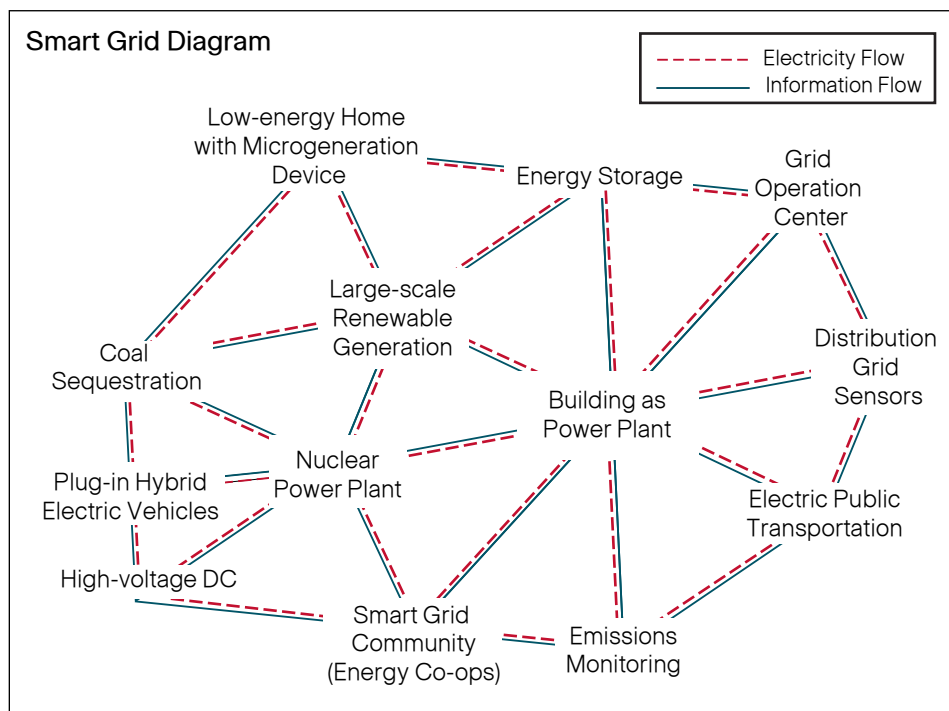 Smart Grid Diagram
Electricity Flow
Information Flow
Low-energy Home
with Microgeneration
Device
Energy Storage
Grid
Operation
Center
Large-scale
Renewable
Generation
Coal
Sequestration
Distribution
Grid
Sensors
Building as
Power Plant
Nuclear
Power Plant
Plug-in Hybrid
Electric Vehicles
Electric Public
Transportation
High-voltage DC
Smart Grid
Community
(Energy Co-ops)
Emissions
Monitoring